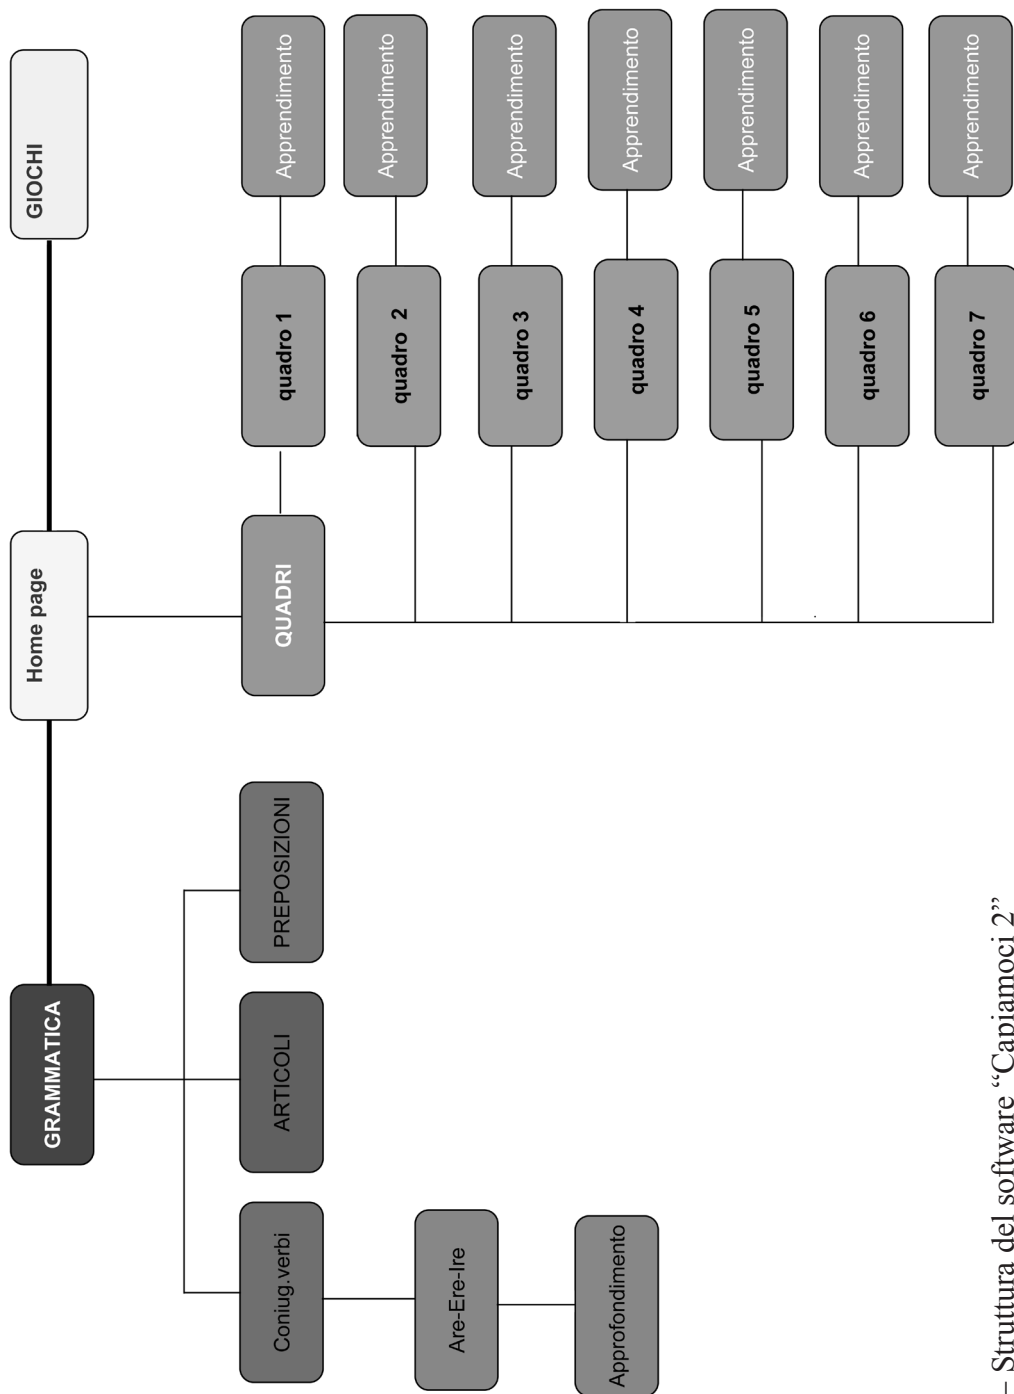 GRAMMATICA
Home page
GIOCHI
Coniug.verbi
ARTICOLI
PREPOSIZIONI
QUADRI
quadro 1
Apprendimento
quadro 2
Apprendimento
Are-Ere-Ire
quadro 3
Apprendimento
Approfondimento
quadro 4
Apprendimento
quadro 5
Apprendimento
quadro 6
Apprendimento
quadro 7
Apprendimento
– Struttura del software “Capiamoci 2”